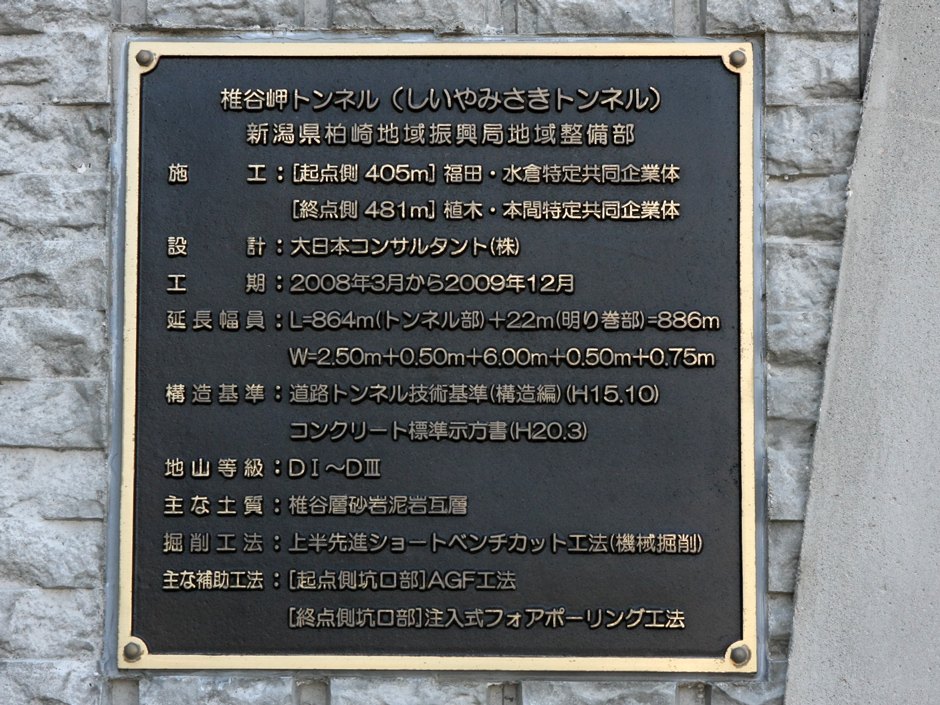 椎谷岬トンネル(しいやみさきトンネル)
新潟県柏崎地域振興局地域整備部
施工:[起点側 405m] 福田・水倉特定共同企業体
[終点側 481m] 植木・本間特定共同企業体
設計:大日本コンサルタント(株)
工期:2008年3月から2009年12月
延長幅員:L=864m(トンネル部)+22m(明り巻部)=886m
W=2.50m+0.50m+6.00m+0.50m+0.75m
構造基準:道路トンネル技術基準(構造編)(H15.10)
コンクリート標準示方書(H20.3)
地山等級:DⅠ~DⅢ
主な土質:椎谷層砂岩泥岩互層
掘削工法:上半先進ショートベンチカット工法(機械掘削)
主な補助工法:[起点側坑口部]AGF工法
[終点側坑口部]注入式フォアポーリング工法